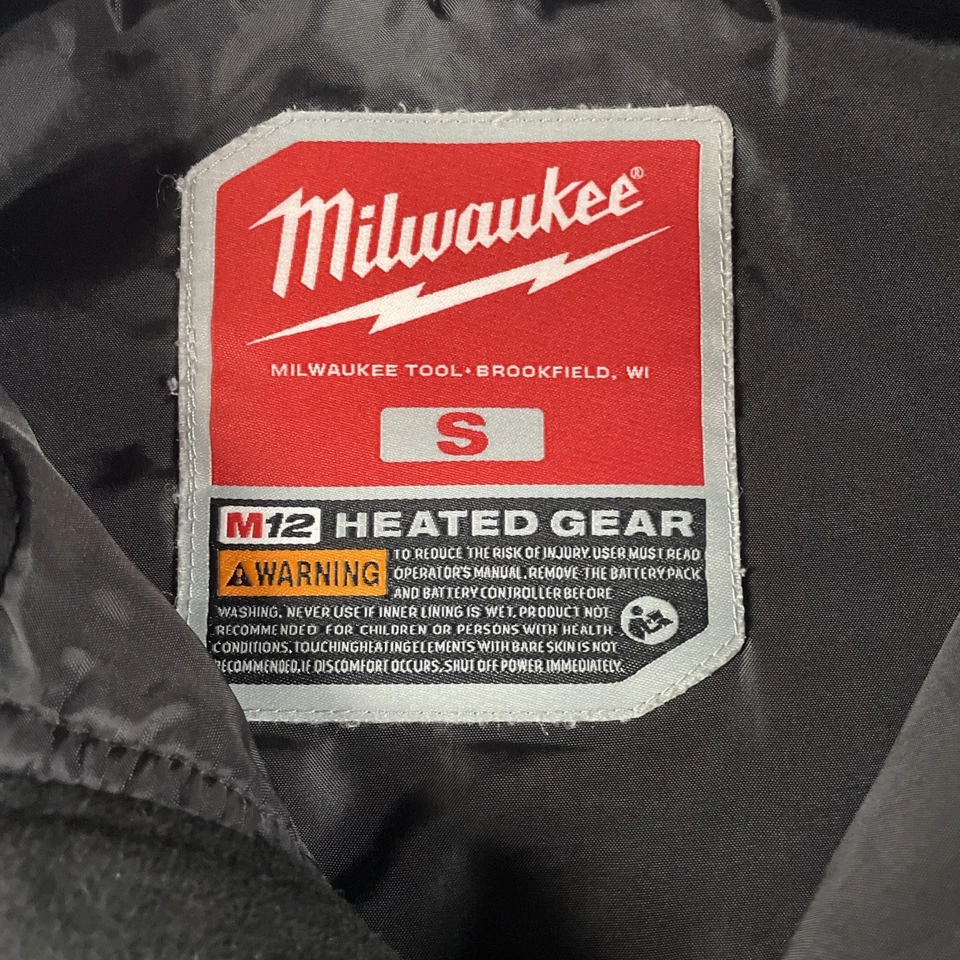 Milwaukee®
MILWAUKEE TOOL • BROOKFIELD, WI
S
M12 HEATED GEAR
WARNING
TO REDUCE THE RISK OF INJURY. USER MUST READ
OPERATOR'S MANUAL. REMOVE THE BATTERY PACK
AND BATTERY CONTROLLER BEFORE
WASHING. NEVER USE IF INNER LINING IS WET. PRODUCT NOT
RECOMMENDED FOR CHILDREN OR PERSONS WITH HEALTH
CONDITIONS. TOUCHING HEATING ELEMENTS WITH BARE SKIN IS NOT
RECOMMENDED. IF DISCOMFORT OCCURS, SHUT OFF POWER IMMEDIATELY.